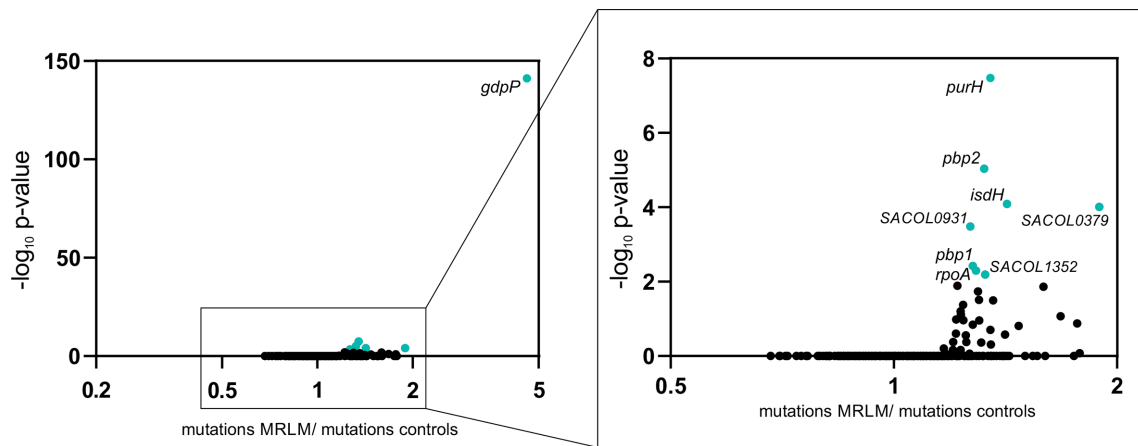 150
100
50
0
-log10 p-value
gdpP
0.2
0.5
1
2
5
mutations MRLM/ mutations controls
8
6
4
2
0
-log10 p-value
purH
pbp2
isdH
SACOL0931
SACOL0379
pbp1
rpoA
SACOL1352
0.5
1
2
mutations MRLM/ mutations controls